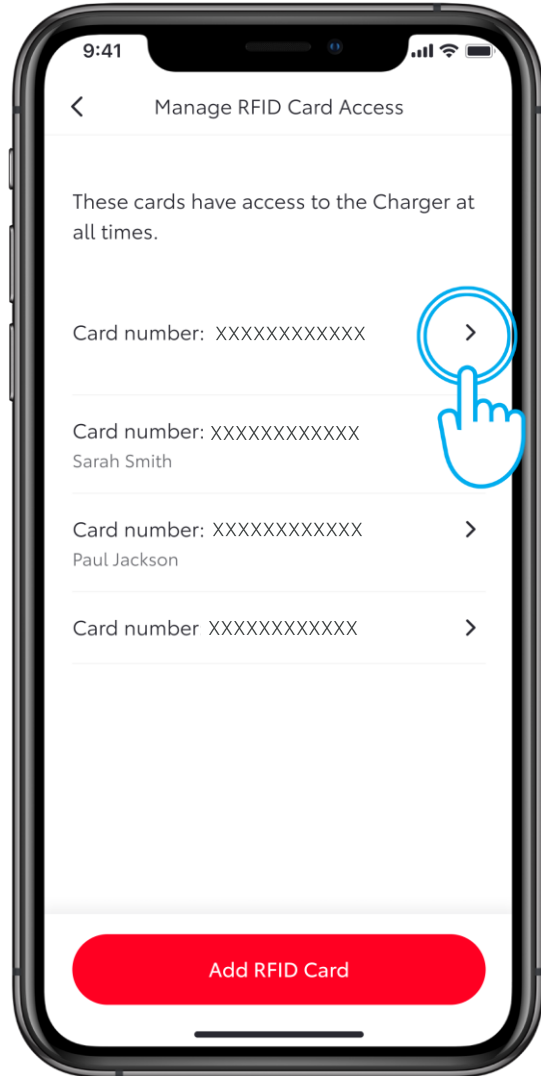 9:41
Manage RFID Card Access
These cards have access to the Charger at
all times.
Card number: XXXXXXXXXXXX
Card number: XXXXXXXXXXXX
Sarah Smith
Card number: XXXXXXXXXXXX
Paul Jackson
Card number XXXXXXXXXXXX
Add RFID Card